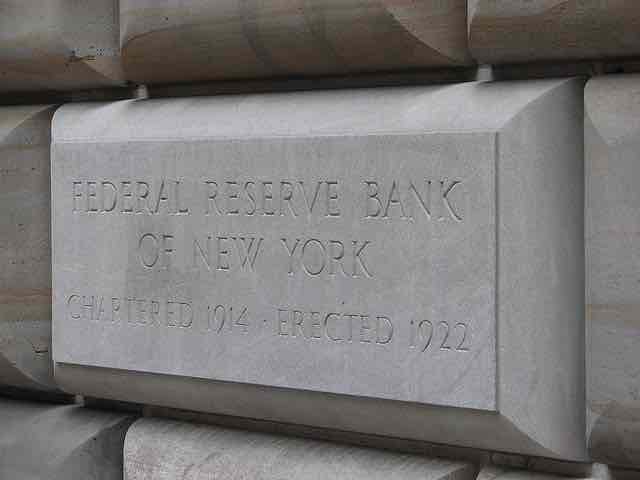 FEDERAL RESERVE BANK
OF NEW YORK
CHARTERED 1914 · ERECTED 1922